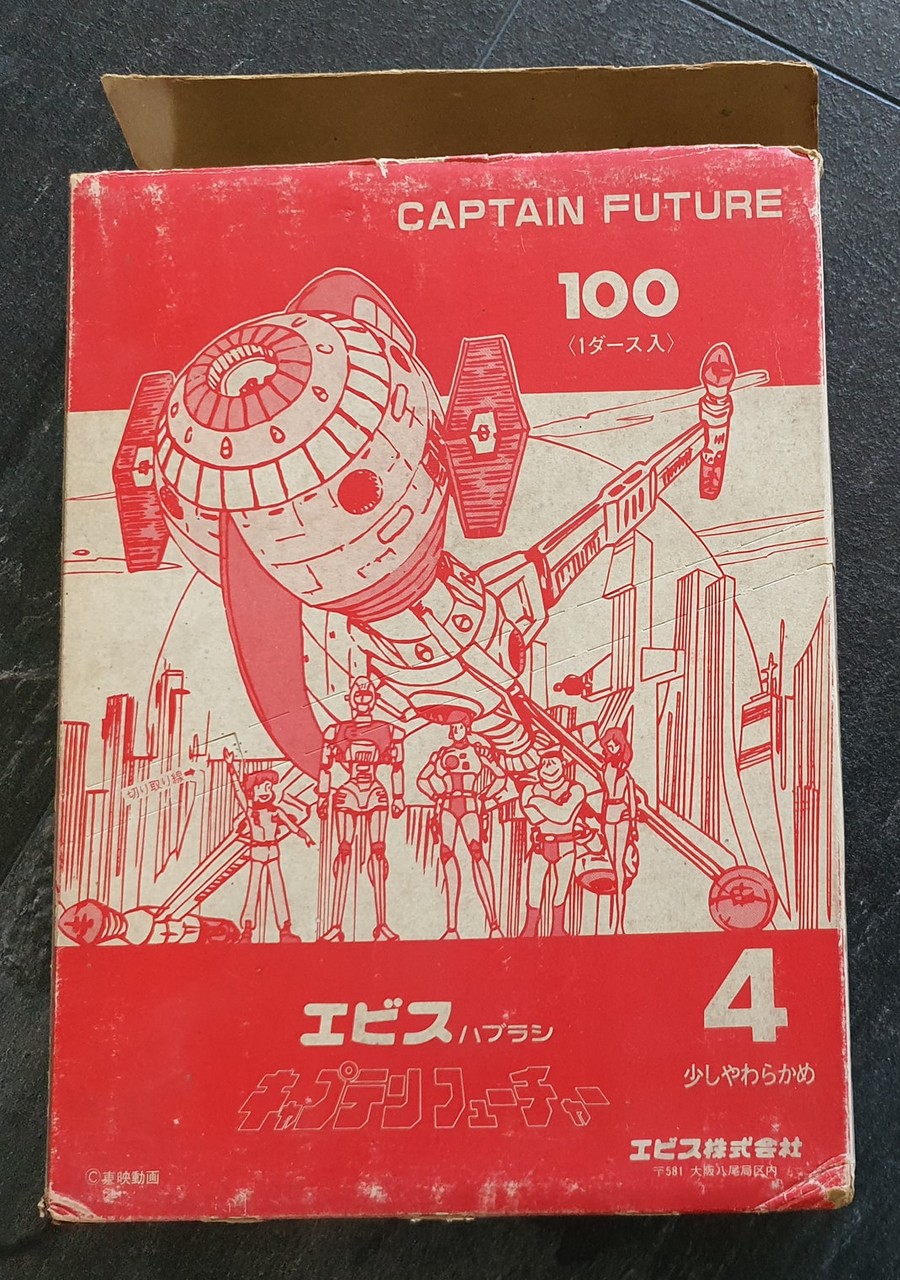 CAPTAIN FUTURE
100
〈1ダース入〉
切り取り線➡
エビスハブラシ
キャプテンフューチャー
4
少しやわらかめ
エビス株式会社
〒581 大阪八尾局区内
©東映動画